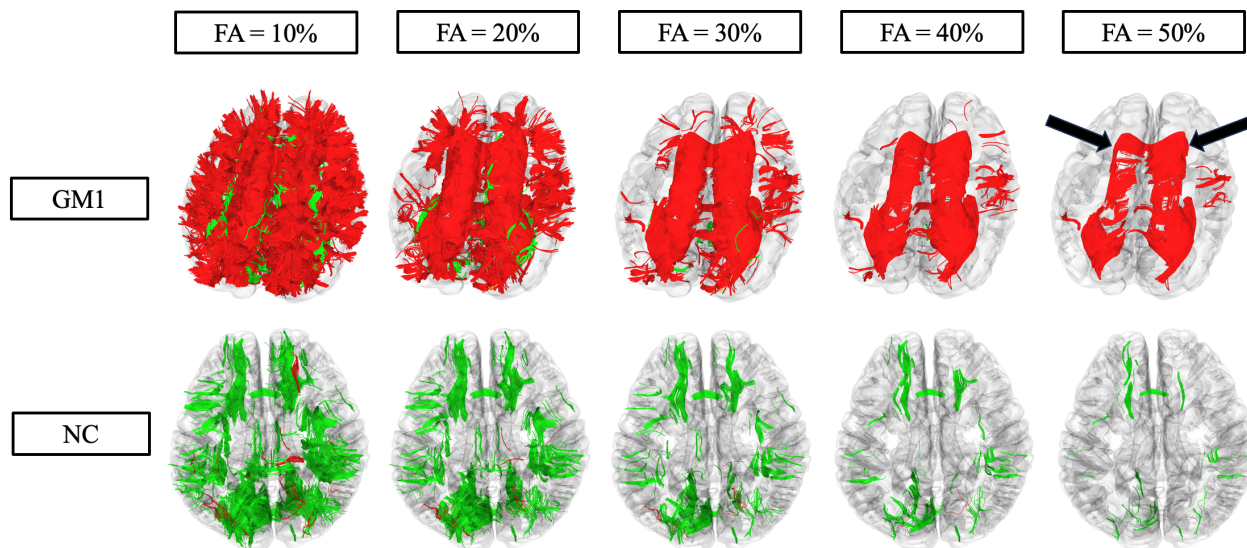 FA = 10%
FA = 20%
FA = 30%
FA = 40%
FA = 50%
GM1
NC